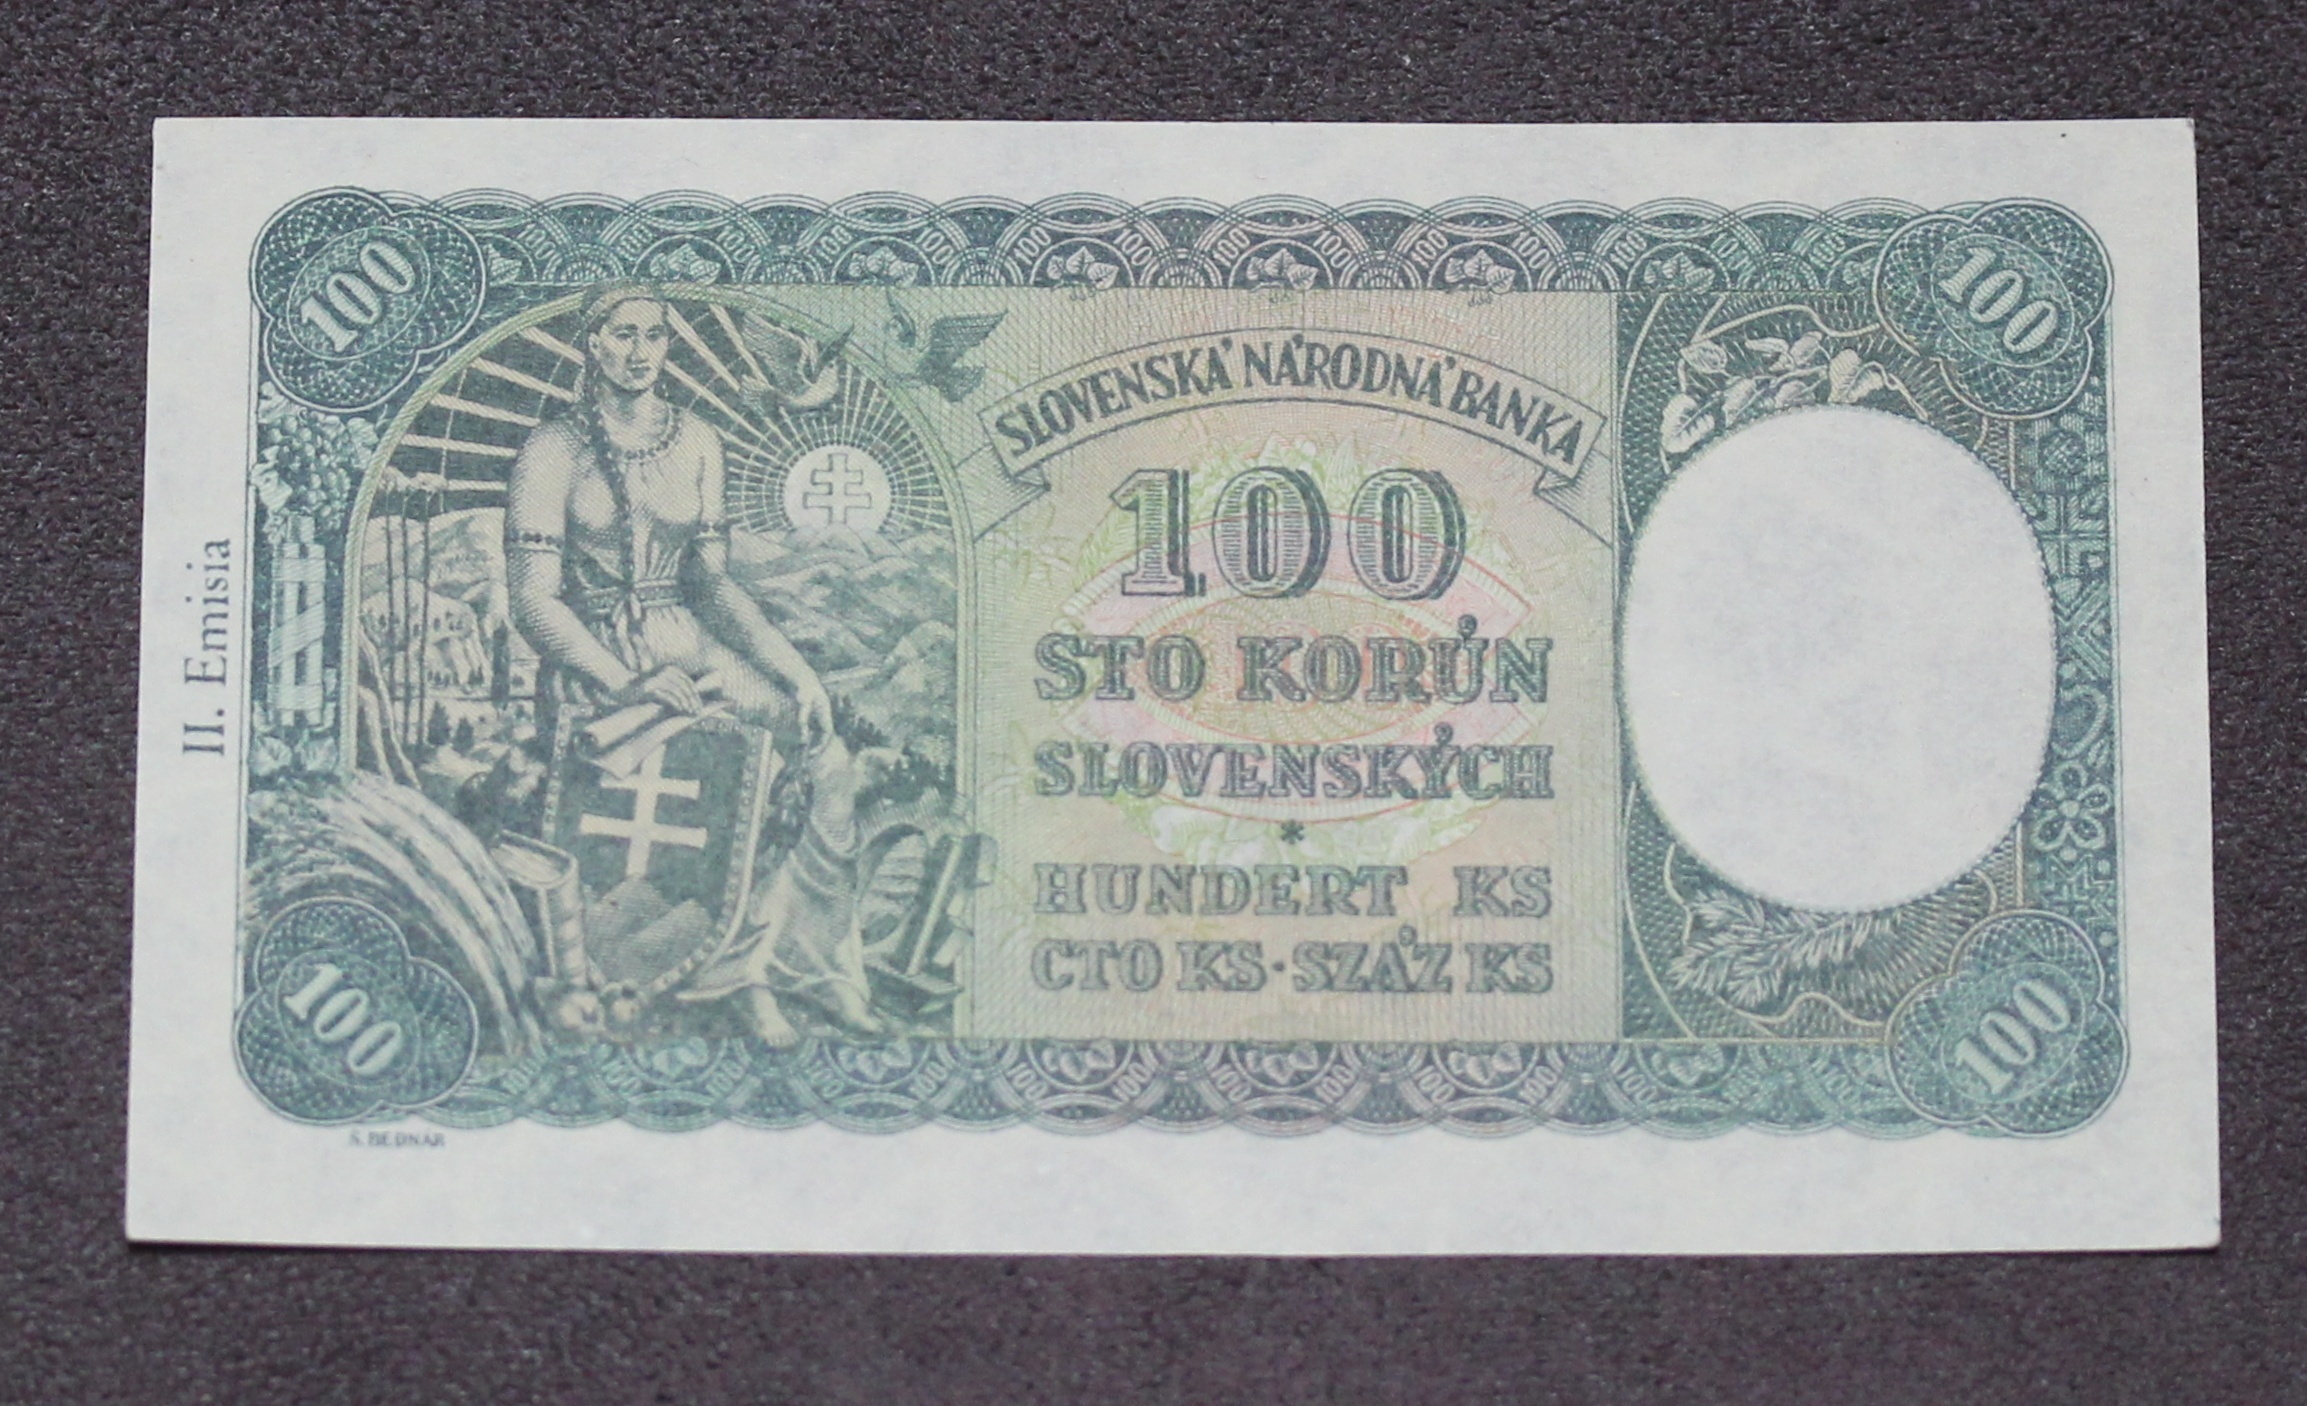 100
100
SLOVENSKÁ NÁRODNÁ BANKA
100
STO KORÚN
SLOVENSKÝCH
*
HUNDERT KS
СТО KS·SZÁZ KS
II. Emisia
100
100
Š. BEDNÁR